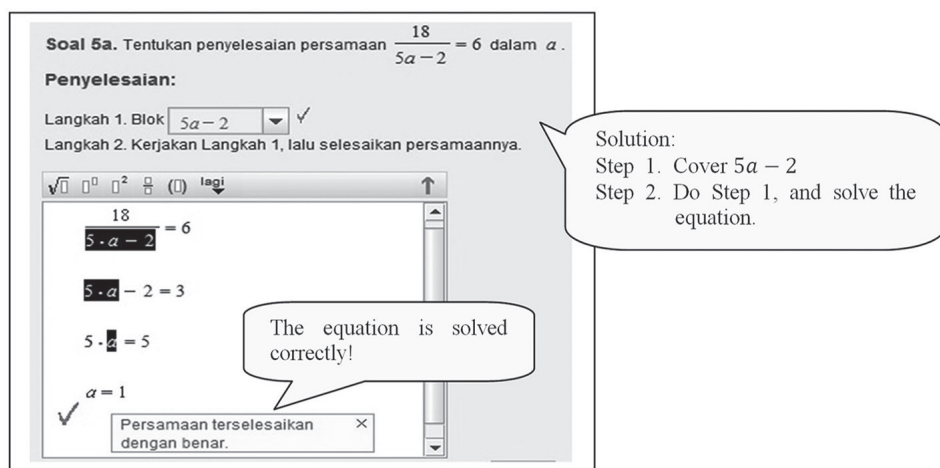 Soal 5a. Tentukan penyelesaian persamaan 18/(5a − 2) = 6 dalam a.
Penyelesaian:
Langkah 1. Blok 5a − 2
Langkah 2. Kerjakan Langkah 1, lalu selesaikan persamaannya.
lagi
18/(5 · a − 2) = 6
5 · a − 2 = 3
5 · a = 5
a = 1
Persamaan terselesaikan
dengan benar.
The equation is solved
correctly!
Solution:
Step 1. Cover 5a − 2
Step 2. Do Step 1, and solve the
equation.